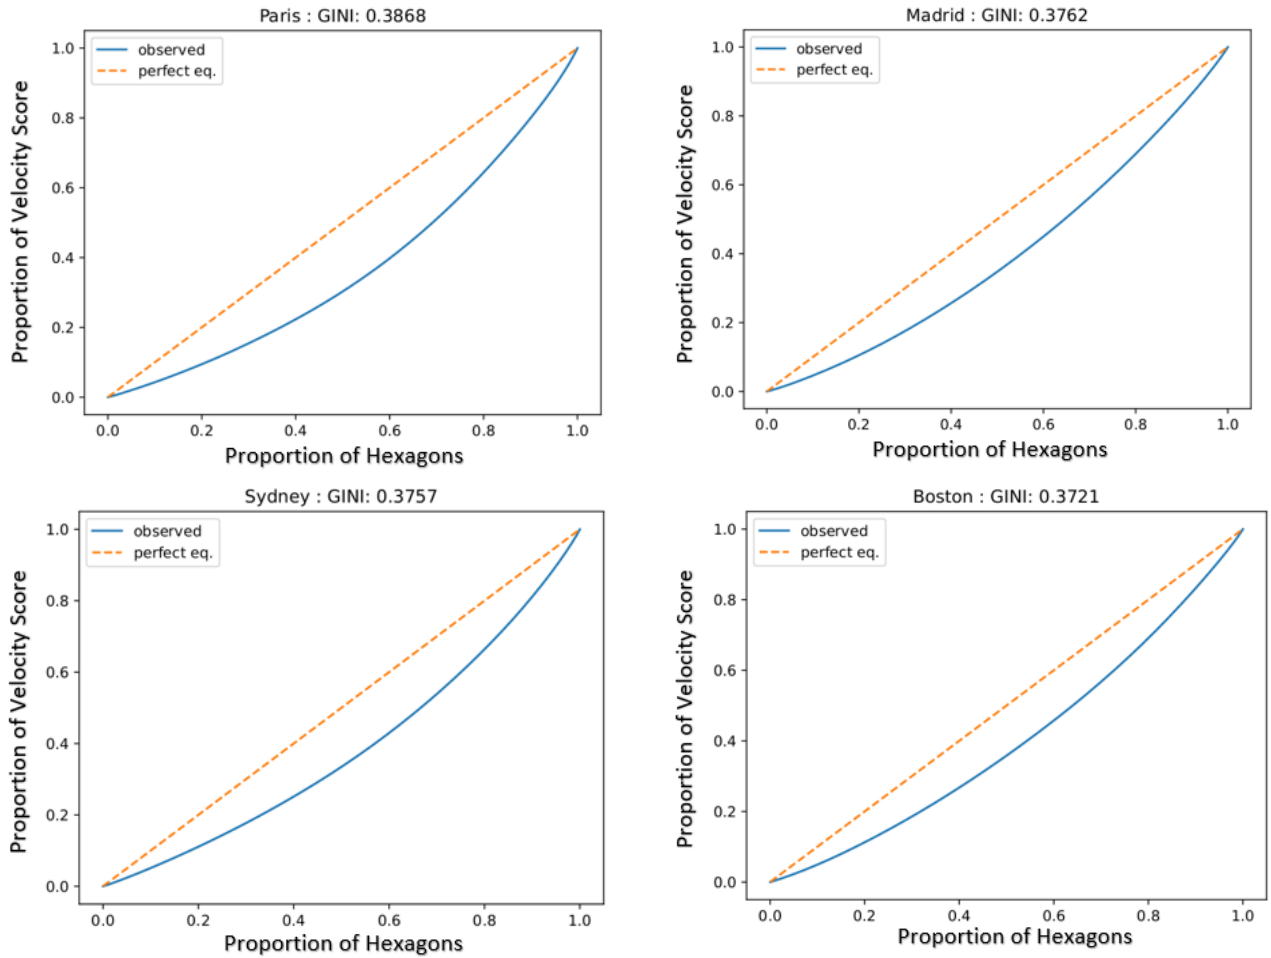 Paris : GINI: 0.3868
observed
perfect eq.
1.0
0.8
0.6
0.4
0.2
0.0
Proportion of Velocity Score
0.0 0.2 0.4 0.6 0.8 1.0
Proportion of Hexagons
Madrid : GINI: 0.3762
observed
perfect eq.
1.0
0.8
0.6
0.4
0.2
0.0
Proportion of Velocity Score
0.0 0.2 0.4 0.6 0.8 1.0
Proportion of Hexagons
Sydney : GINI: 0.3757
observed
perfect eq.
1.0
0.8
0.6
0.4
0.2
0.0
Proportion of Velocity Score
0.0 0.2 0.4 0.6 0.8 1.0
Proportion of Hexagons
Boston : GINI: 0.3721
observed
perfect eq.
1.0
0.8
0.6
0.4
0.2
0.0
Proportion of Velocity Score
0.0 0.2 0.4 0.6 0.8 1.0
Proportion of Hexagons